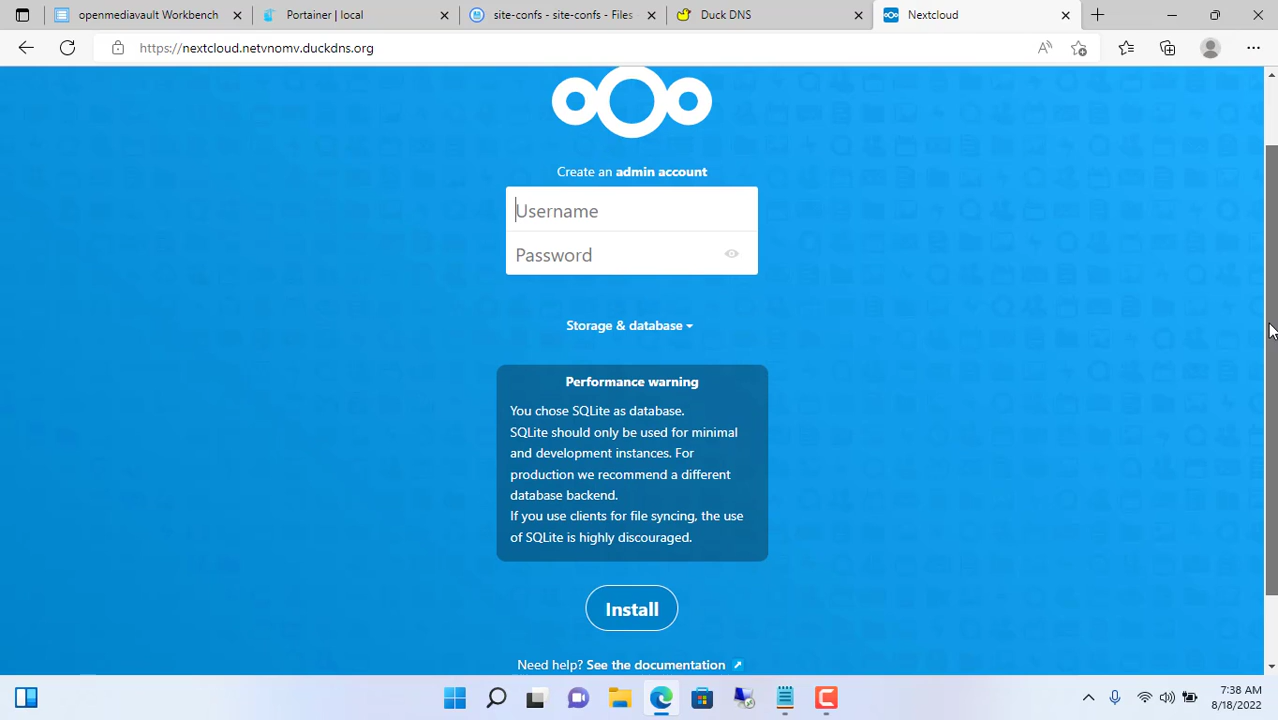 openmediavault Workbench
Portainer | local
site-confs - site-confs - Files
Duck DNS
Nextcloud
https://nextcloud.netvnomv.duckdns.org
Create an admin account
Username
Password
Storage & database
Performance warning
You chose SQLite as database.
SQLite should only be used for minimal
and development instances. For
production we recommend a different
database backend.
If you use clients for file syncing, the use
of SQLite is highly discouraged.
Install
Need help? See the documentation
7:38 AM
8/18/2022